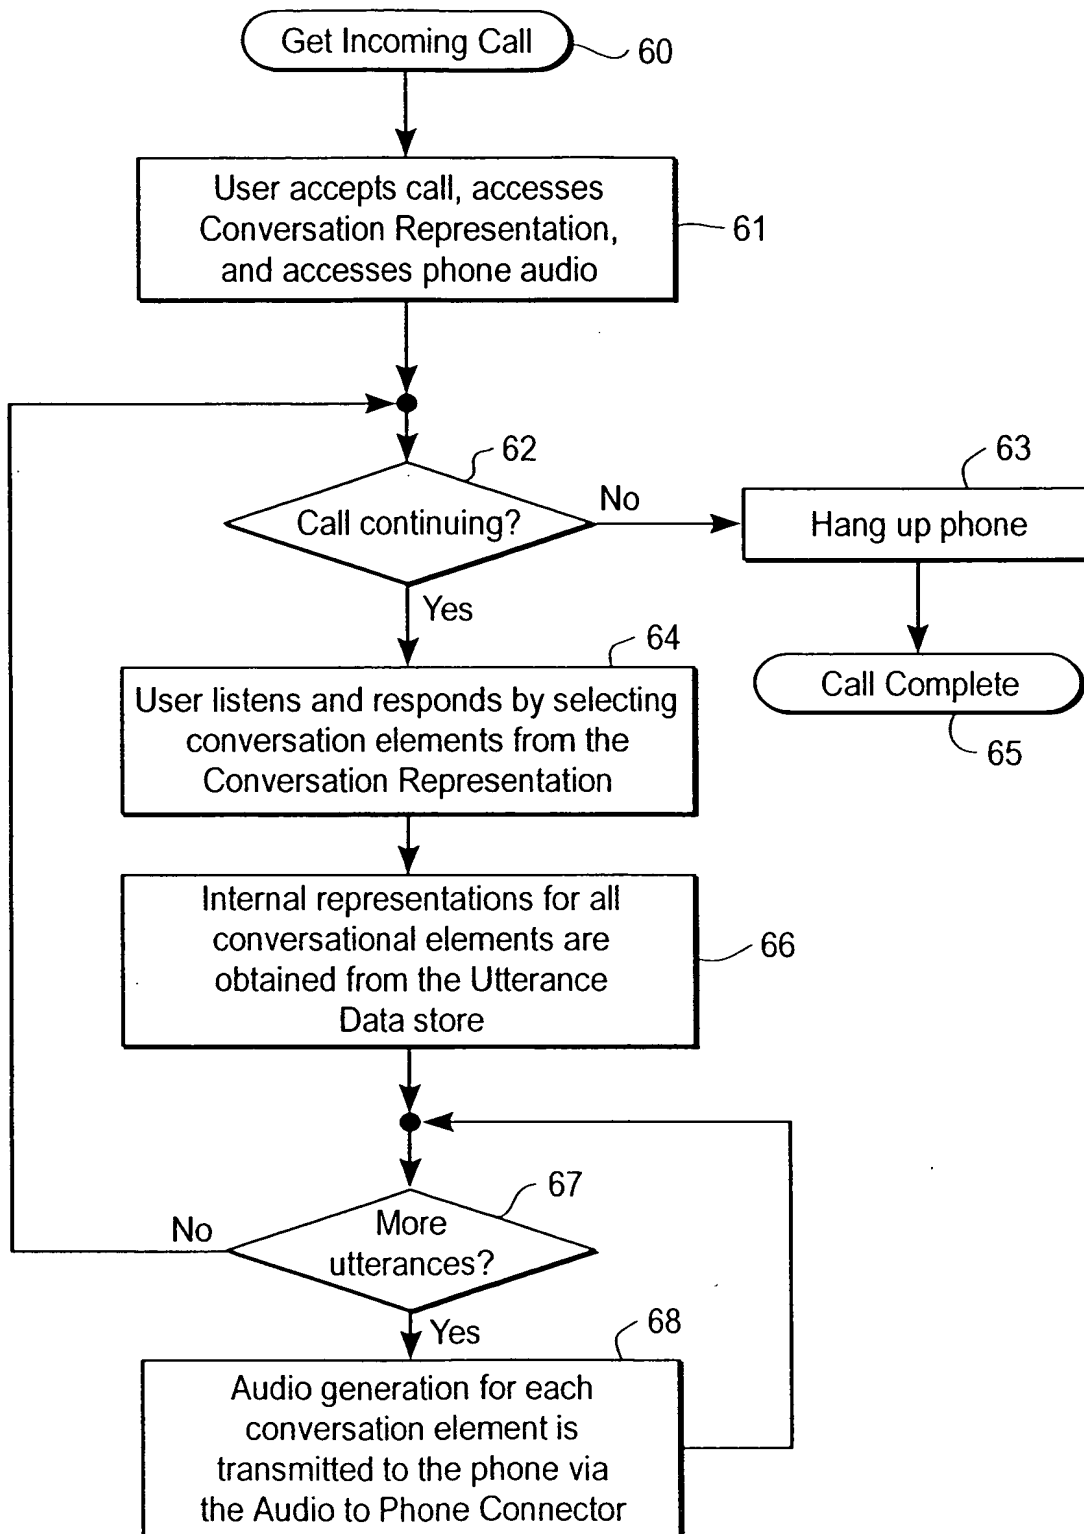 Get Incoming Call
60
User accepts call, accesses
Conversation Representation,
and accesses phone audio
61
62
Call continuing?
No
63
Hang up phone
Yes
Call Complete
65
64
User listens and responds by selecting
conversation elements from the
Conversation Representation
Internal representations for all
conversational elements are
obtained from the Utterance
Data store
66
67
More
utterances?
No
Yes
68
Audio generation for each
conversation element is
transmitted to the phone via
the Audio to Phone Connector